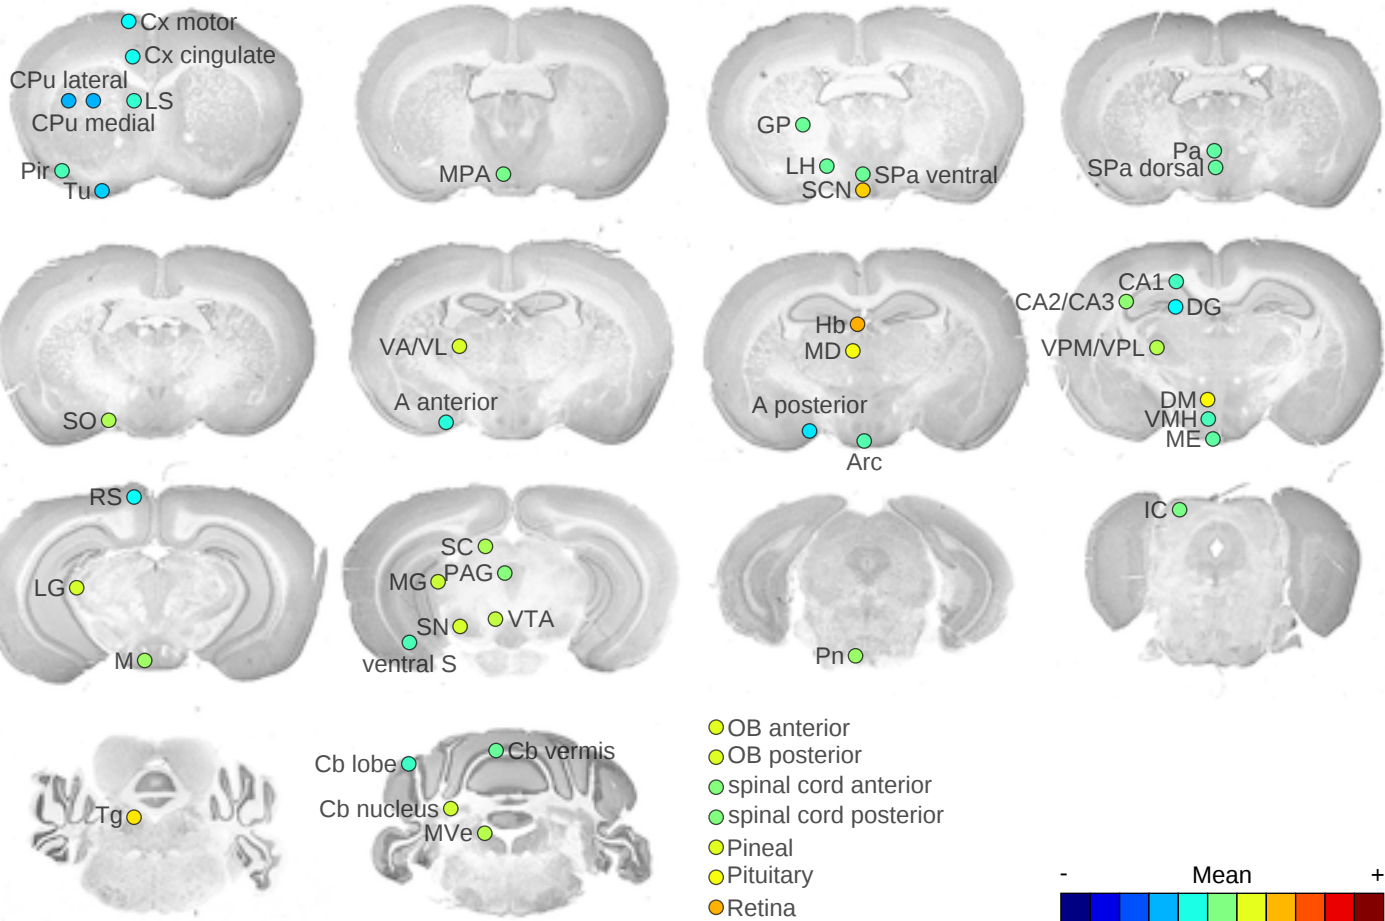 Cx motor
Cx cingulate
CPu lateral
LS
CPu medial
Pir
Tu
MPA
GP
LH
SPa ventral
SCN
Pa
SPa dorsal
SO
VA/VL
A anterior
Hb
MD
A posterior
Arc
CA1
CA2/CA3
DG
VPM/VPL
DM
VMH
ME
RS
LG
M
SC
PAG
MG
VTA
SN
ventral S
Pn
IC
Tg
Cb vermis
Cb lobe
Cb nucleus
MVe
OB anterior
OB posterior
spinal cord anterior
spinal cord posterior
Pineal
Pituitary
Retina
- Mean +